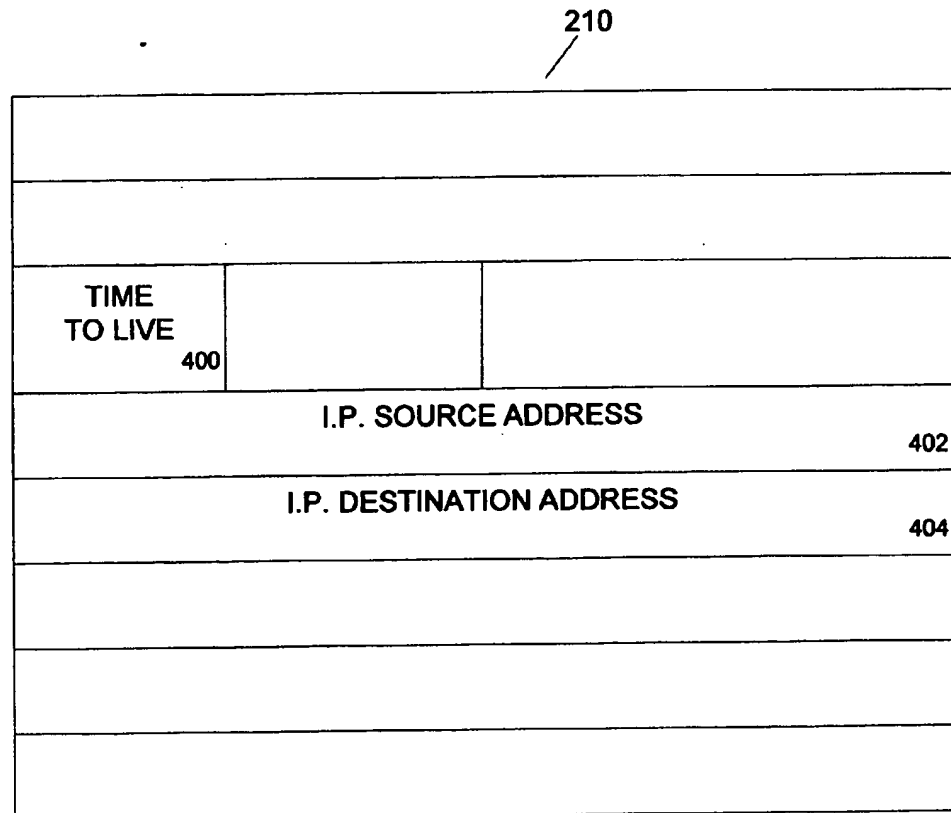 210
TIME
TO LIVE
400
I.P. SOURCE ADDRESS
402
I.P. DESTINATION ADDRESS
404